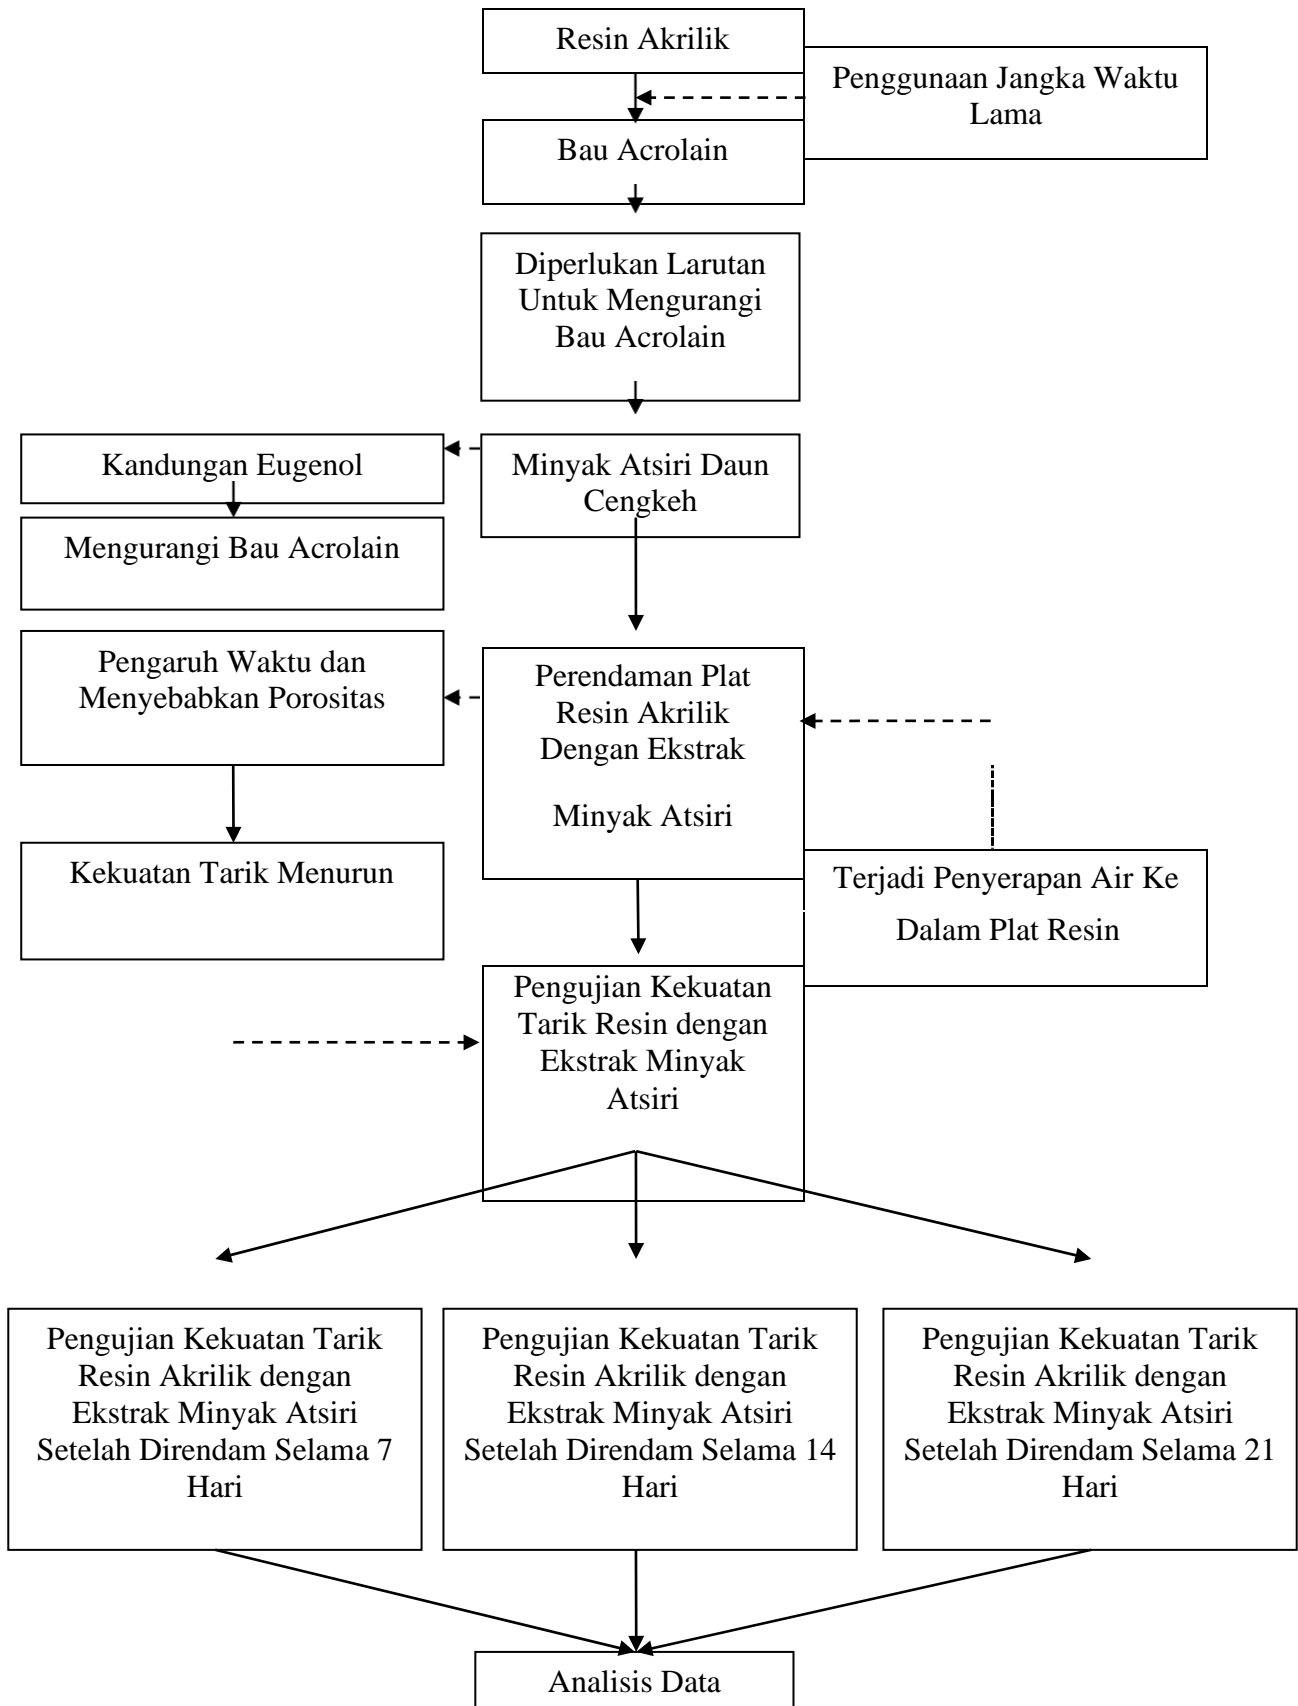 Resin Akrilik
Penggunaan Jangka Waktu
Lama
Bau Acrolain
Diperlukan Larutan
Untuk Mengurangi
Bau Acrolain
Kandungan Eugenol
Minyak Atsiri Daun
Cengkeh
Mengurangi Bau Acrolain
Pengaruh Waktu dan
Menyebabkan Porositas
Perendaman Plat
Resin Akrilik
Dengan Ekstrak
Minyak Atsiri
Kekuatan Tarik Menurun
Terjadi Penyerapan Air Ke
Dalam Plat Resin
Pengujian Kekuatan
Tarik Resin dengan
Ekstrak Minyak
Atsiri
Pengujian Kekuatan Tarik
Resin Akrilik dengan
Ekstrak Minyak Atsiri
Setelah Direndam Selama 7
Hari
Pengujian Kekuatan Tarik
Resin Akrilik dengan
Ekstrak Minyak Atsiri
Setelah Direndam Selama 14
Hari
Pengujian Kekuatan Tarik
Resin Akrilik dengan
Ekstrak Minyak Atsiri
Setelah Direndam Selama 21
Hari
Analisis Data